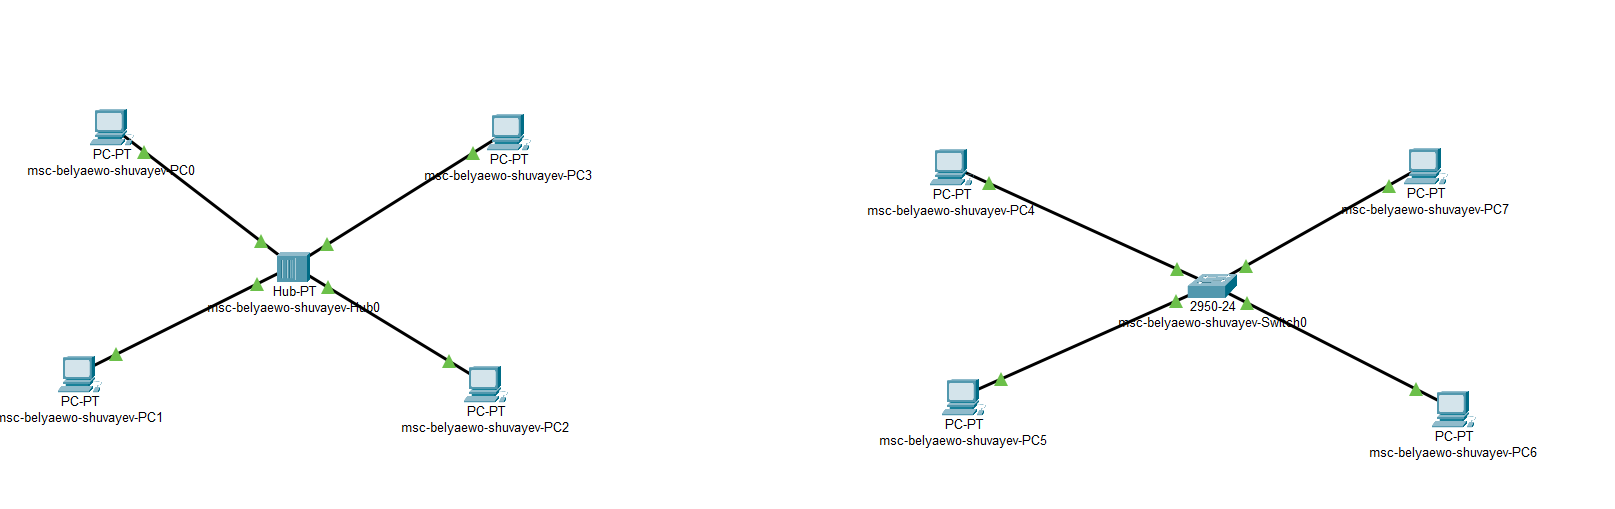 PC-PT
msc-belyaewo-shuvayev-PC0
PC-PT
msc-belyaewo-shuvayev-PC3
Hub-PT
msc-belyaewo-shuvayev-Hub0
PC-PT
msc-belyaewo-shuvayev-PC1
PC-PT
msc-belyaewo-shuvayev-PC2
PC-PT
msc-belyaewo-shuvayev-PC4
PC-PT
msc-belyaewo-shuvayev-PC7
2950-24
msc-belyaewo-shuvayev-Switch0
PC-PT
msc-belyaewo-shuvayev-PC5
PC-PT
msc-belyaewo-shuvayev-PC6